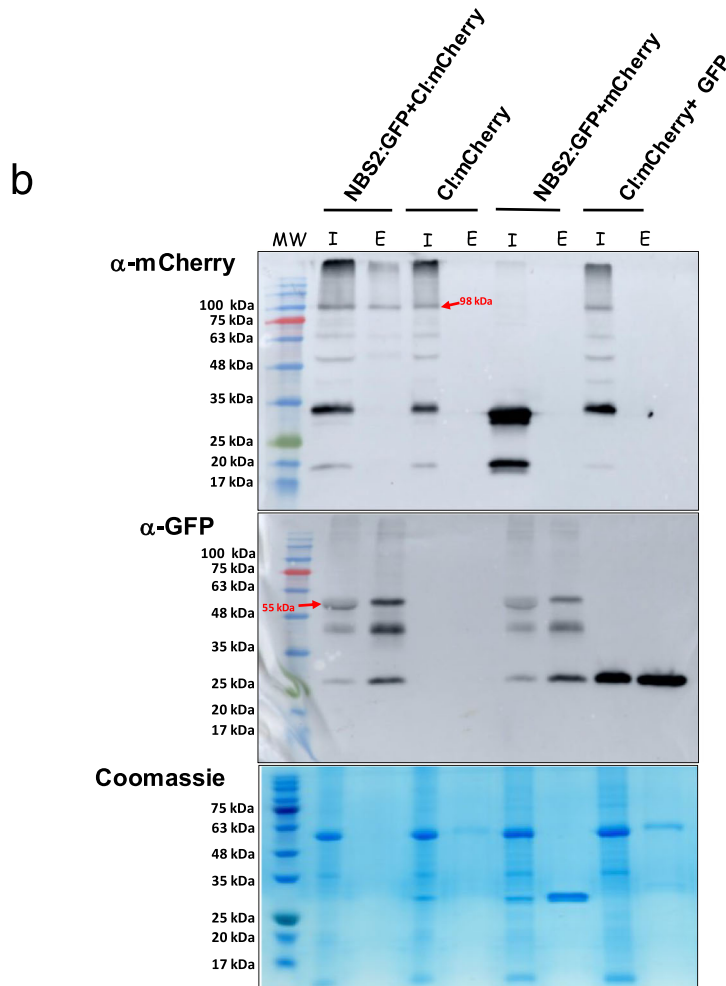 b
NBS2:GFP+CI:mCherry
CI:mCherry
NBS2:GFP+mCherry
CI:mCherry+ GFP
MW I E I E I E I E
α-mCherry
100 kDa
75 kDa
63 kDa
48 kDa
35 kDa
25 kDa
20 kDa
17 kDa
98 kDa
α-GFP
100 kDa
75 kDa
63 kDa
48 kDa
35 kDa
25 kDa
20 kDa
17 kDa
55 kDa
Coomassie
75 kDa
63 kDa
48 kDa
35 kDa
25 kDa
20 kDa
17 kDa